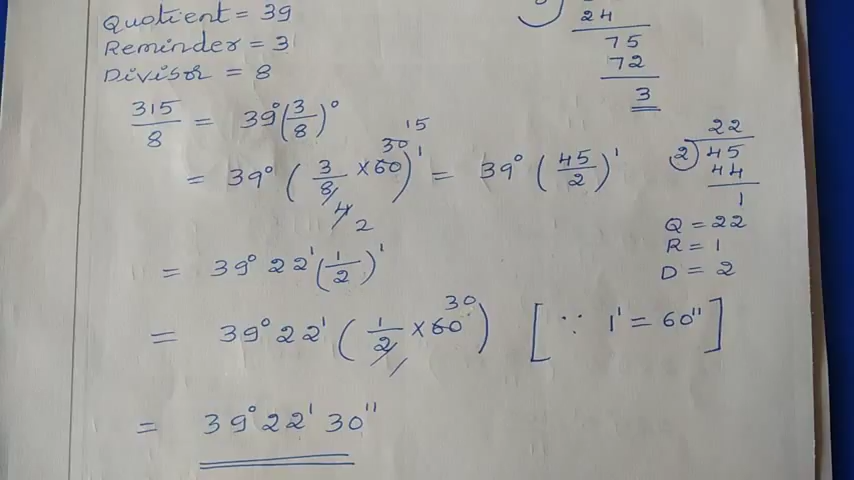 Quotient = 39
Reminder = 3
Divisor = 8
24
75
72
3
315/8 = 39° (3/8)°
= 39° (3/8 × 60)' = 39° (45/2)'
30 15
4 2
22
2) 45
44
1
Q = 22
R = 1
D = 2
= 39° 22' (1/2)'
= 39° 22' (1/2 × 60) [∵ 1' = 60"]
30
= 39° 22' 30"